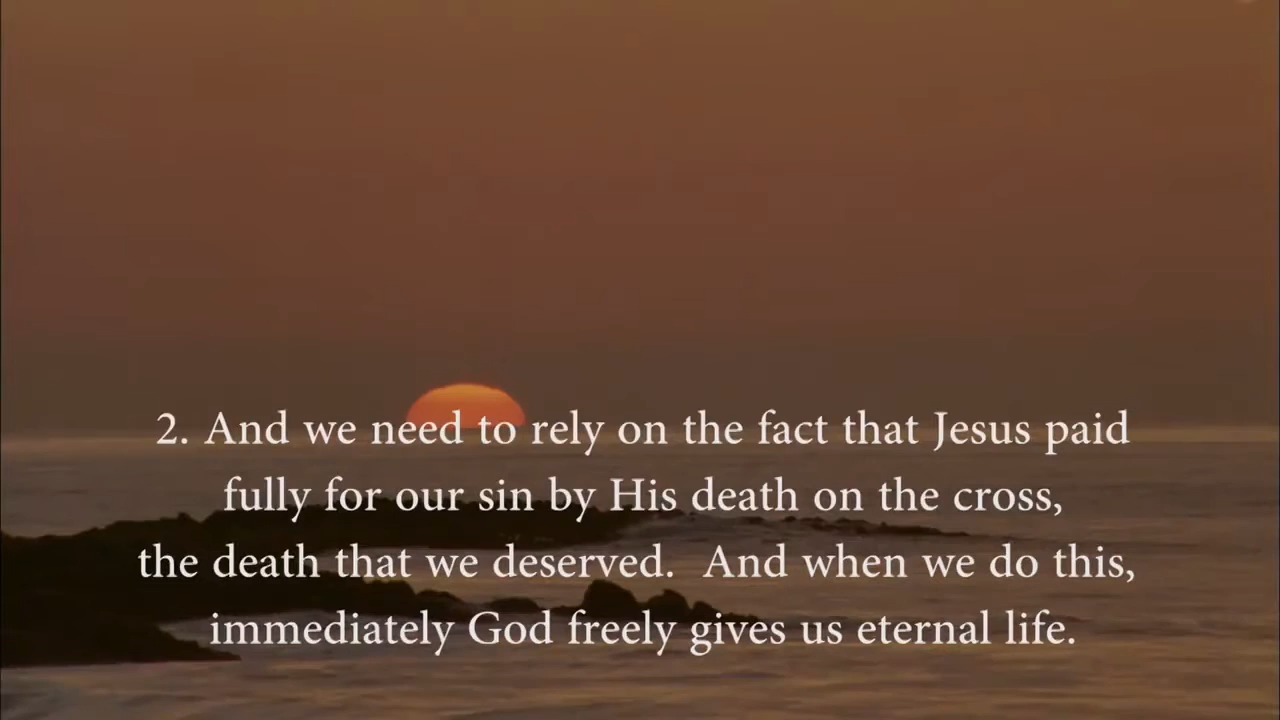 2. And we need to rely on the fact that Jesus paid
fully for our sin by His death on the cross,
the death that we deserved.  And when we do this,
immediately God freely gives us eternal life.